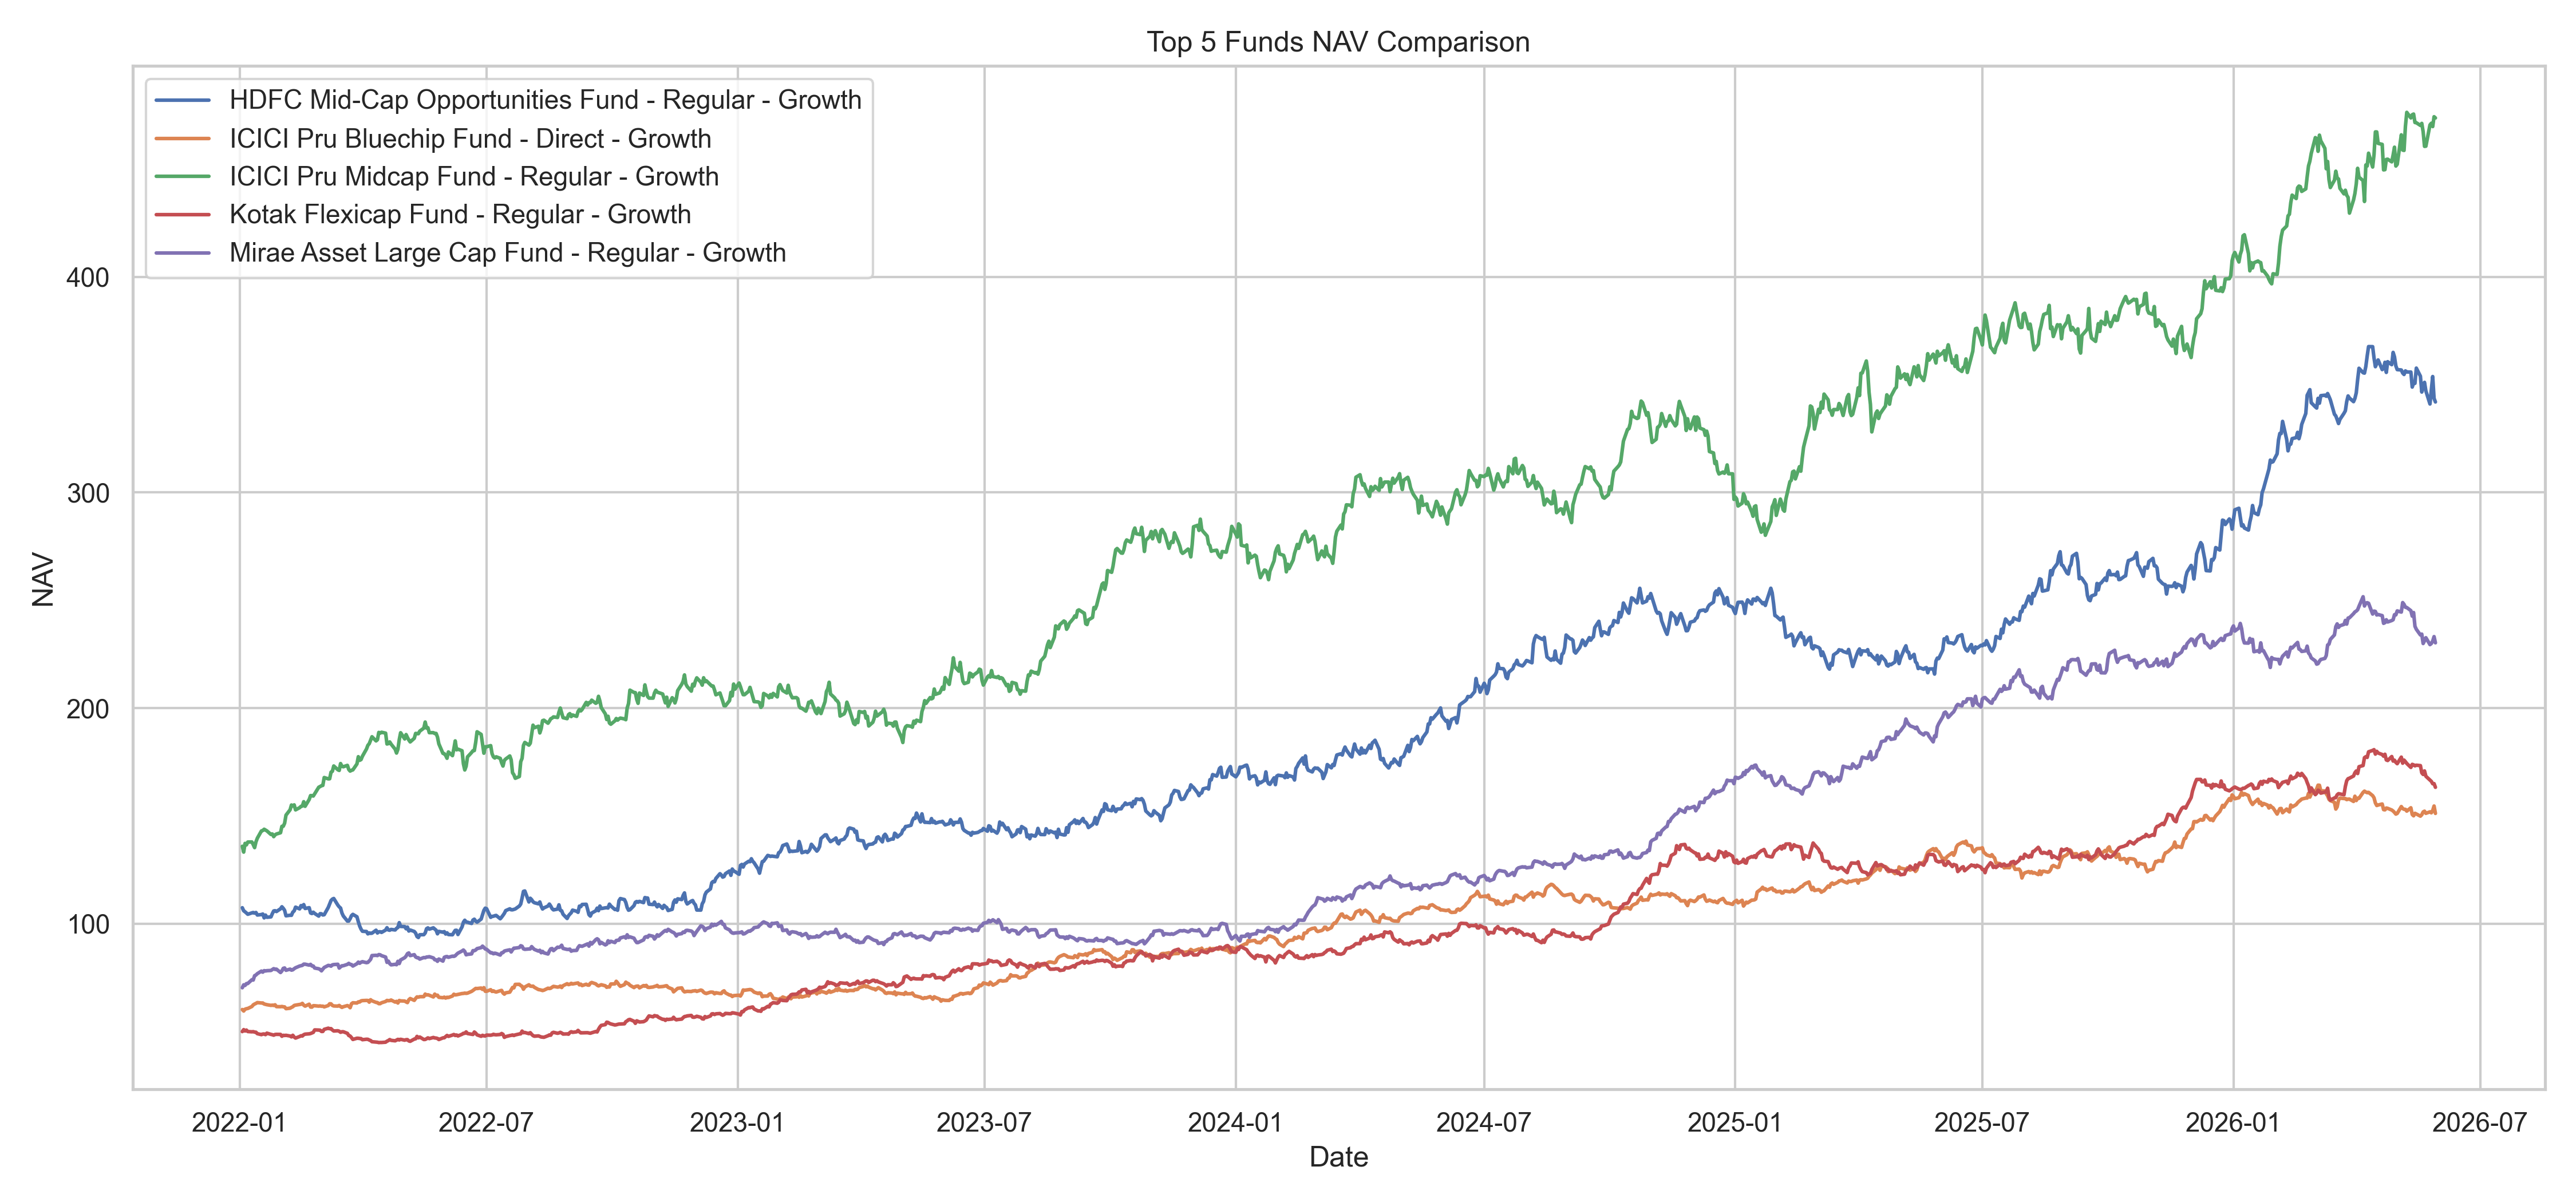 Top 5 Funds NAV Comparison
HDFC Mid-Cap Opportunities Fund - Regular - Growth
ICICI Pru Bluechip Fund - Direct - Growth
ICICI Pru Midcap Fund - Regular - Growth
Kotak Flexicap Fund - Regular - Growth
Mirae Asset Large Cap Fund - Regular - Growth
400
300
200
100
NAV
2022-01 2022-07 2023-01 2023-07 2024-01 2024-07 2025-01 2025-07 2026-01 2026-07
Date